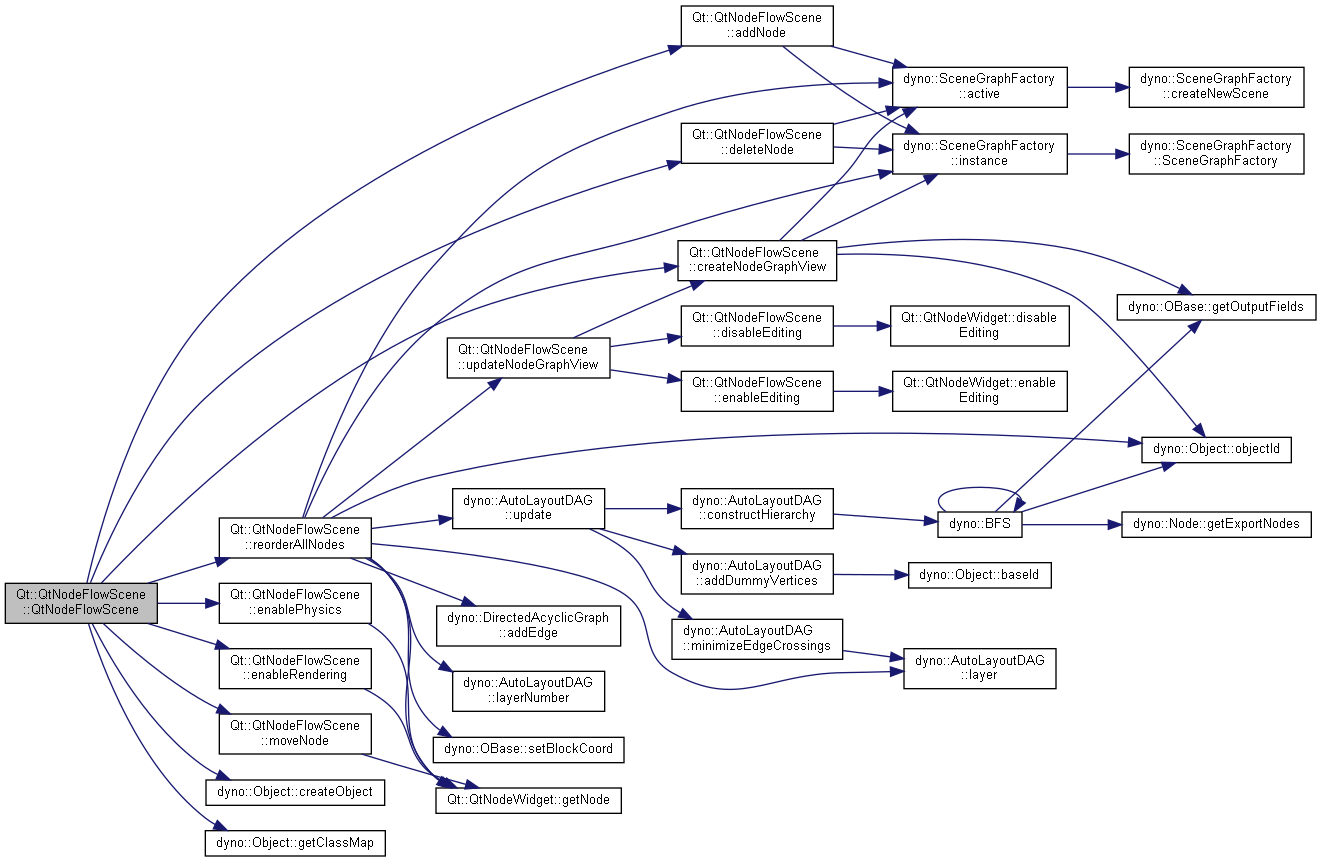 Qt::QtNodeFlowScene
::QtNodeFlowScene
Qt::QtNodeFlowScene
::addNode
dyno::SceneGraphFactory
::active
dyno::SceneGraphFactory
::createNewScene
Qt::QtNodeFlowScene
::deleteNode
dyno::SceneGraphFactory
::instance
dyno::SceneGraphFactory
::SceneGraphFactory
Qt::QtNodeFlowScene
::createNodeGraphView
dyno::OBase::getOutputFields
Qt::QtNodeFlowScene
::updateNodeGraphView
Qt::QtNodeFlowScene
::disableEditing
Qt::QtNodeWidget::disable
Editing
Qt::QtNodeFlowScene
::enableEditing
Qt::QtNodeWidget::enable
Editing
dyno::Object::objectId
Qt::QtNodeFlowScene
::reorderAllNodes
dyno::AutoLayoutDAG
::update
dyno::AutoLayoutDAG
::constructHierarchy
dyno::BFS
dyno::Node::getExportNodes
dyno::AutoLayoutDAG
::addDummyVertices
dyno::Object::baseId
Qt::QtNodeFlowScene
::enablePhysics
dyno::DirectedAcyclicGraph
::addEdge
dyno::AutoLayoutDAG
::minimizeEdgeCrossings
dyno::AutoLayoutDAG
::layer
Qt::QtNodeFlowScene
::enableRendering
dyno::AutoLayoutDAG
::layerNumber
Qt::QtNodeFlowScene
::moveNode
dyno::OBase::setBlockCoord
dyno::Object::createObject
Qt::QtNodeWidget::getNode
dyno::Object::getClassMap